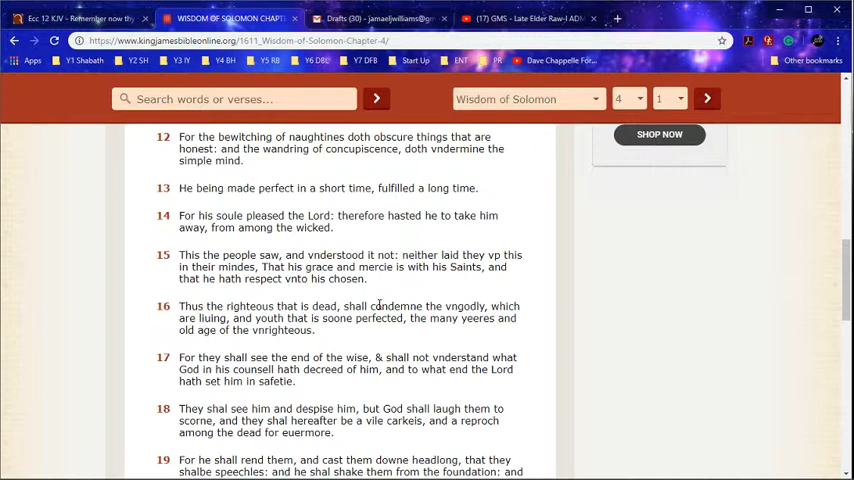 Ecc 12 KJV - Remember now thy
WISDOM OF SOLOMON CHAPT
Drafts (30) - jamaeljwilliams@gm
(17) GMS - Late Elder Raw-I ADM
https://www.kingjamesbibleonline.org/1611_Wisdom-of-Solomon-Chapter-4/
Apps Y1 Shabath Y2 SH Y3 IY Y4 BH Y5 RB Y6 DBL Y7 DFB Start Up ENT PR Dave Chappelle For... Other bookmarks
Search words or verses... Wisdom of Solomon 4 1
SHOP NOW
12 For the bewitching of naughtines doth obscure things that are
honest: and the wandring of concupiscence, doth vndermine the
simple mind.
13 He being made perfect in a short time, fulfilled a long time.
14 For his soule pleased the Lord: therefore hasted he to take him
away, from among the wicked.
15 This the people saw, and vnderstood it not: neither laid they vp this
in their mindes, That his grace and mercie is with his Saints, and
that he hath respect vnto his chosen.
16 Thus the righteous that is dead, shall condemne the vngodly, which
are liuing, and youth that is soone perfected, the many yeeres and
old age of the vnrighteous.
17 For they shall see the end of the wise, & shall not vnderstand what
God in his counsell hath decreed of him, and to what end the Lord
hath set him in safetie.
18 They shal see him and despise him, but God shall laugh them to
scorne, and they shal hereafter be a vile carkeis, and a reproch
among the dead for euermore.
19 For he shall rend them, and cast them downe headlong, that they
shalbe speechles: and he shal shake them from the foundation: and